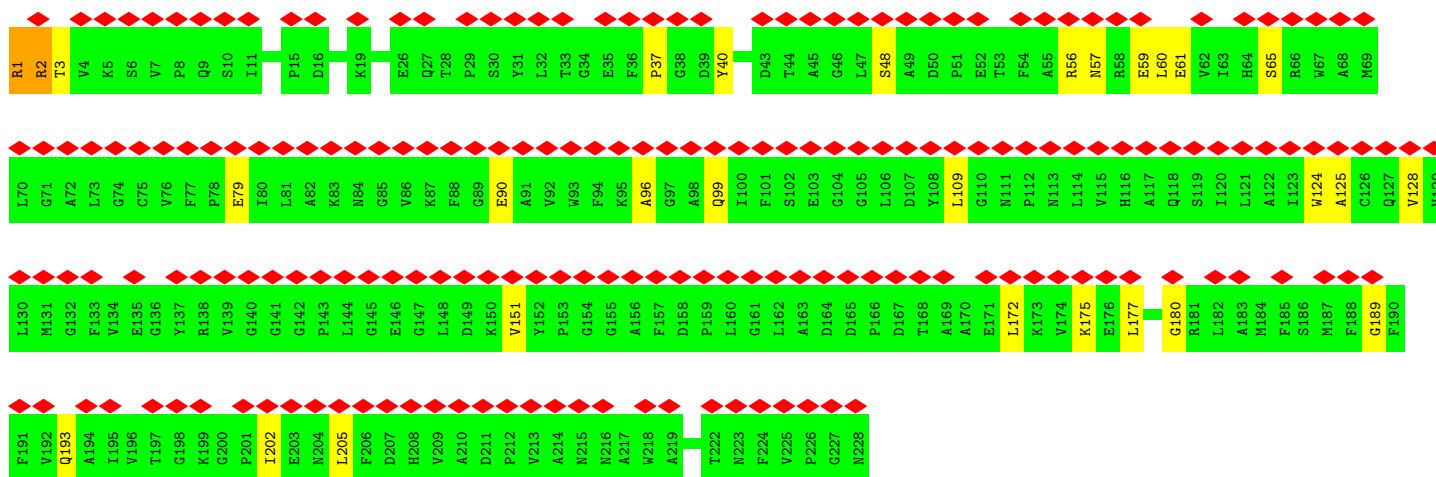 R1 R2 T3 V4 K5 S6 V7 P8 Q9 S10 I11 P15 D16 K19 E26 Q27 T28 P29 S30 Y31 L32 T33 G34 E35 F36 P37 G38 D39 Y40 D43 T44 A45 G46 L47 S48 A49 D50 P51 E52 T53 F54 A55 R56 N57 R58 E59 L60 E61 V62 I63 H64 S65 R66 W67 A68 M69
L70 G71 A72 L73 G74 C75 V76 F77 P78 E79 I80 L81 A82 K83 N84 G85 V86 K87 F88 G89 E90 A91 V92 W93 F94 K95 A96 G97 A98 Q99 I100 F101 S102 E103 G104 G105 L106 D107 Y108 L109 G110 N111 P112 N113 L114 V115 H116 A117 Q118 S119 I120 L121 A122 I123 W124 A125 C126 Q127 V128
L130 M131 G132 F133 V134 E135 G136 Y137 R138 V139 G140 G141 G142 P143 L144 G145 E146 G147 L148 D149 K150 V151 Y152 P153 G154 G155 A156 F157 D158 P159 L160 G161 L162 A163 D164 D165 P166 D167 T168 A169 A170 E171 L172 K173 V174 K175 E176 L177 G180 R181 L182 A183 M184 F185 S186 M187 F188 G189 F190
F191 V192 Q193 A194 I195 V196 T197 G198 K199 G200 P201 I202 E203 N204 L205 F206 D207 H208 V209 A210 D211 P212 V213 A214 N215 N216 A217 W218 A219 T222 N223 F224 V225 P226 G227 N228